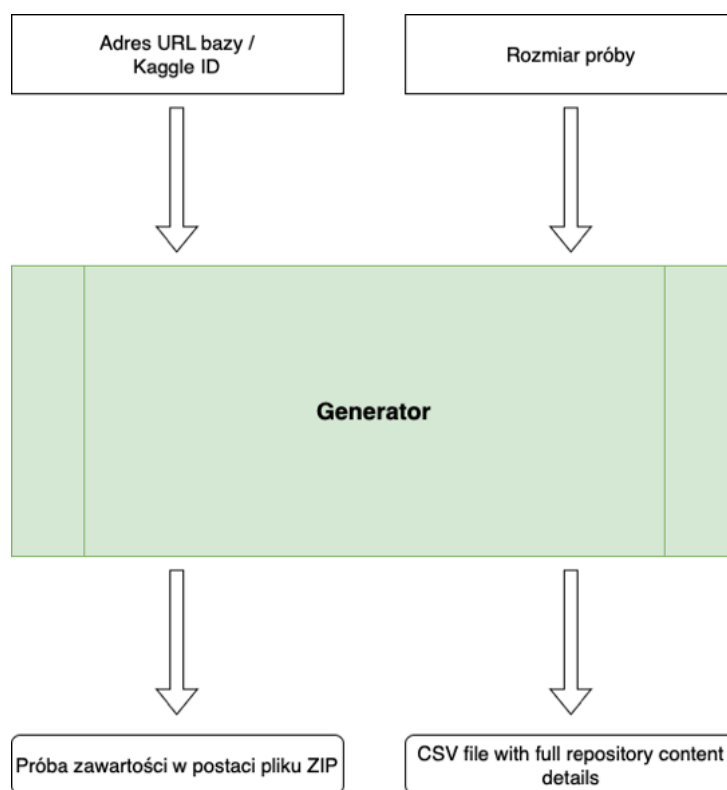 Adres URL bazy /
Kaggle ID
Rozmiar próby
Generator
Próba zawartości w postaci pliku ZIP
CSV file with full repository content
details